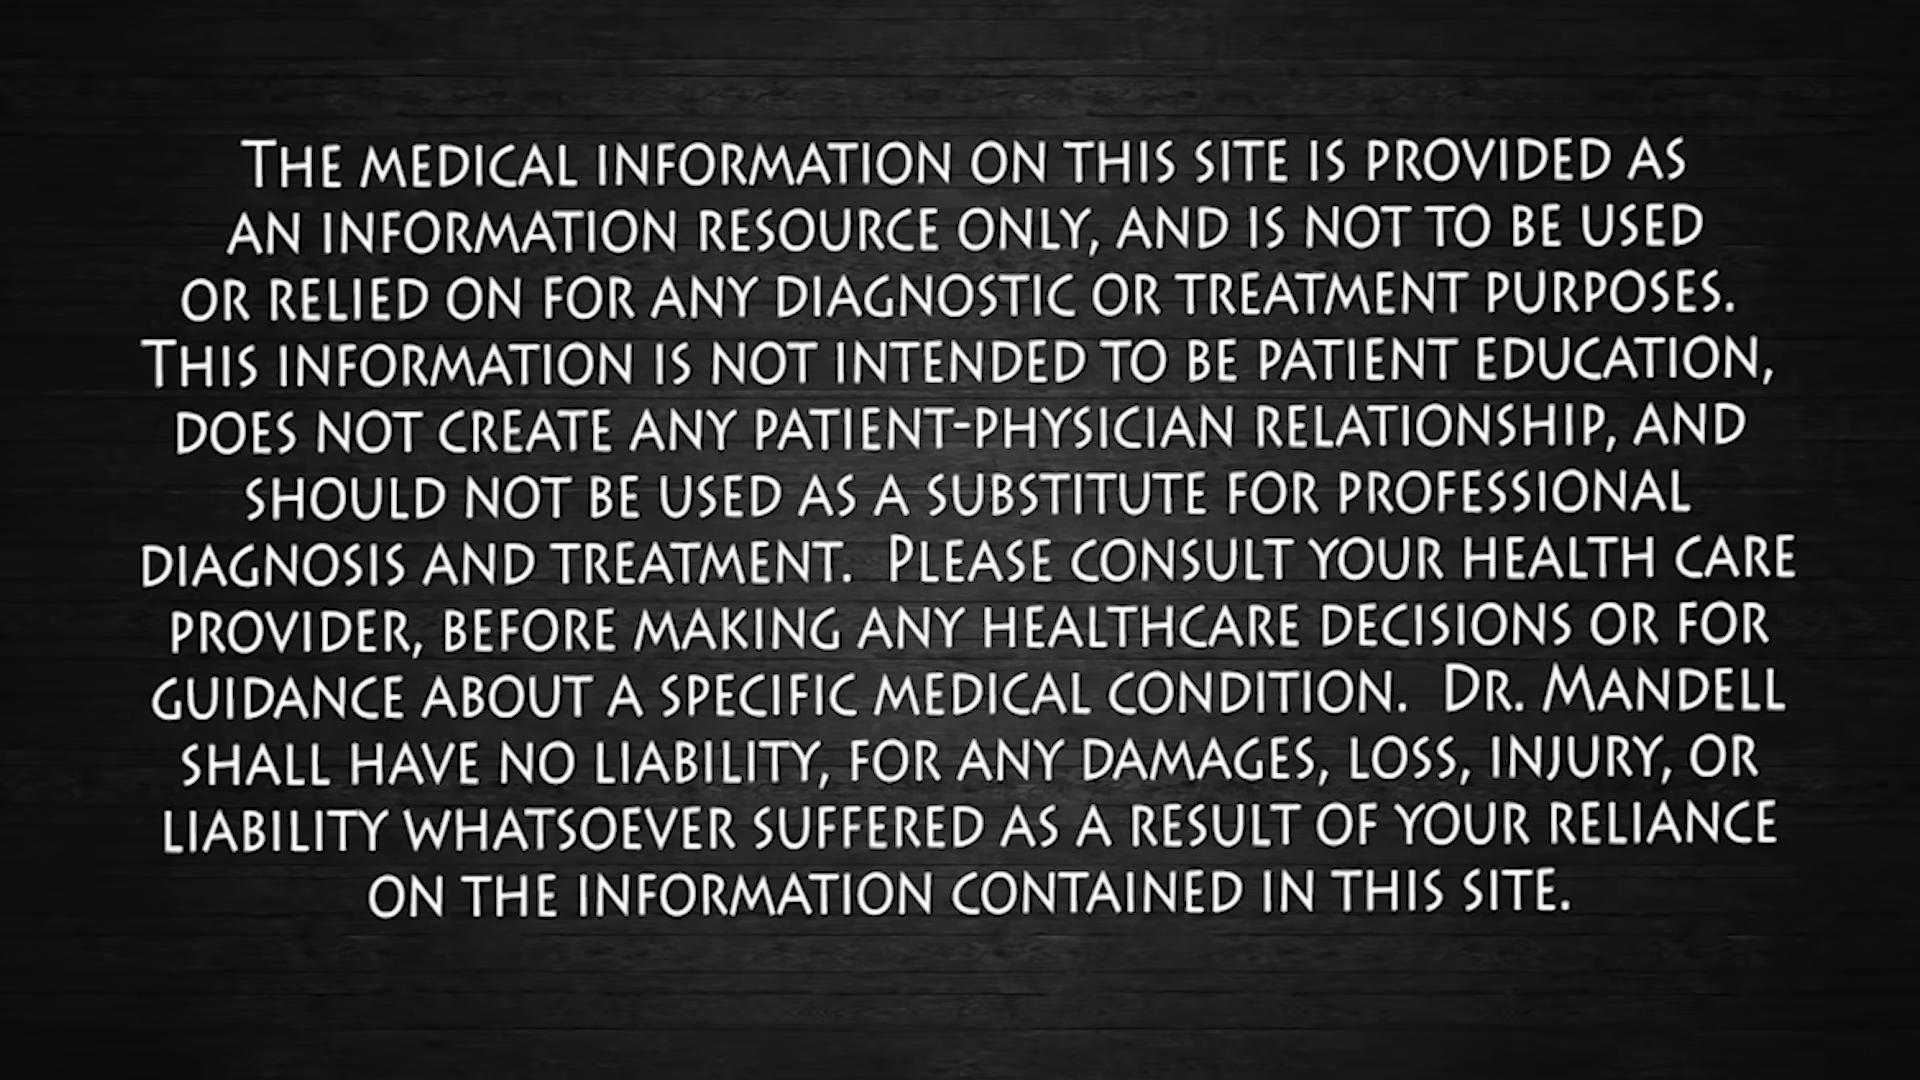 The medical information on this site is provided as
an information resource only, and is not to be used
or relied on for any diagnostic or treatment purposes.
This information is not intended to be patient education,
does not create any patient-physician relationship, and
should not be used as a substitute for professional
diagnosis and treatment.  Please consult your health care
provider, before making any healthcare decisions or for
guidance about a specific medical condition.  Dr. Mandell
shall have no liability, for any damages, loss, injury, or
liability whatsoever suffered as a result of your reliance
on the information contained in this site.